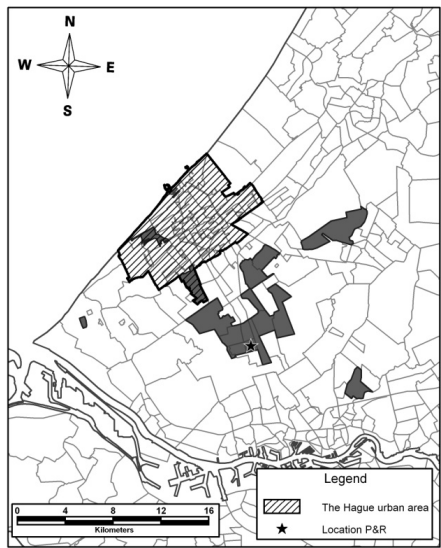 N
W E
S
0 4 8 12 16
Kilometers
Legend
The Hague urban area
Location P&R